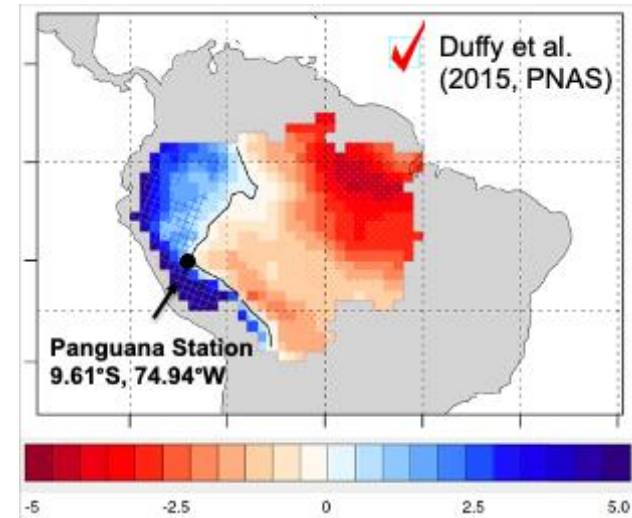 Duffy et al.
(2015, PNAS)
Panguana Station
9.61°S, 74.94°W
-5 -2.5 0 2.5 5.0